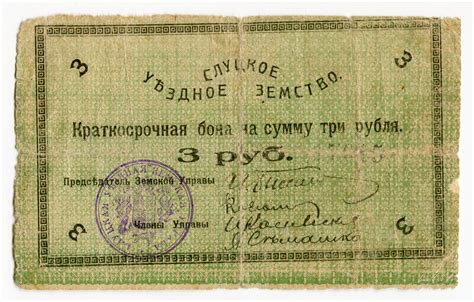 3 3
СЛУЦКОЕ
УѢЗДНОЕ ЗЕМСТВО.
Краткосрочная бона на сумму три рубля.
3 руб.
Предсѣдатель Земской Управы
Члены Управы
3 3